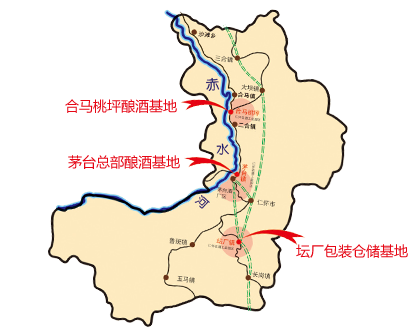 沙滩乡
三合镇
赤
大坝镇
合马镇
合马桃坪酿酒基地
二合镇
水
茅台总部酿酒基地
河
仁怀市
鲁班镇
坛厂镇
坛厂包装仓储基地
五马镇
长岗镇